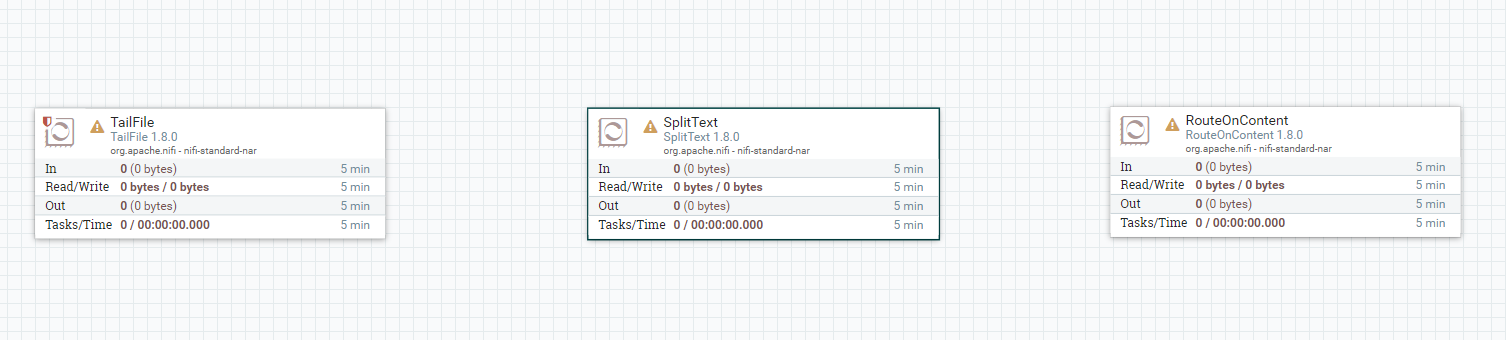 TailFile
TailFile 1.8.0
org.apache.nifi - nifi-standard-nar
In 0 (0 bytes) 5 min
Read/Write 0 bytes / 0 bytes 5 min
Out 0 (0 bytes) 5 min
Tasks/Time 0 / 00:00:00.000 5 min
SplitText
SplitText 1.8.0
org.apache.nifi - nifi-standard-nar
In 0 (0 bytes) 5 min
Read/Write 0 bytes / 0 bytes 5 min
Out 0 (0 bytes) 5 min
Tasks/Time 0 / 00:00:00.000 5 min
RouteOnContent
RouteOnContent 1.8.0
org.apache.nifi - nifi-standard-nar
In 0 (0 bytes) 5 min
Read/Write 0 bytes / 0 bytes 5 min
Out 0 (0 bytes) 5 min
Tasks/Time 0 / 00:00:00.000 5 min